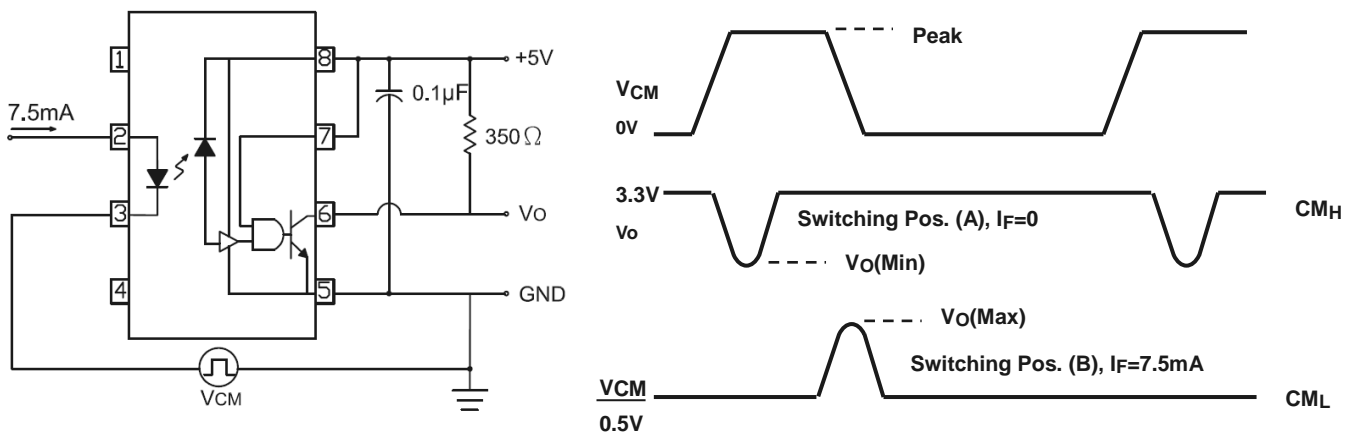 1
2
3
4
8
7
6
5
7.5mA
+5V
0.1µF
350Ω
Vo
GND
VCM
Peak
VCM
0V
3.3V
Vo
Switching Pos. (A), IF=0
CMH
Vo(Min)
Vo(Max)
Switching Pos. (B), IF=7.5mA
VCM
0.5V
CML